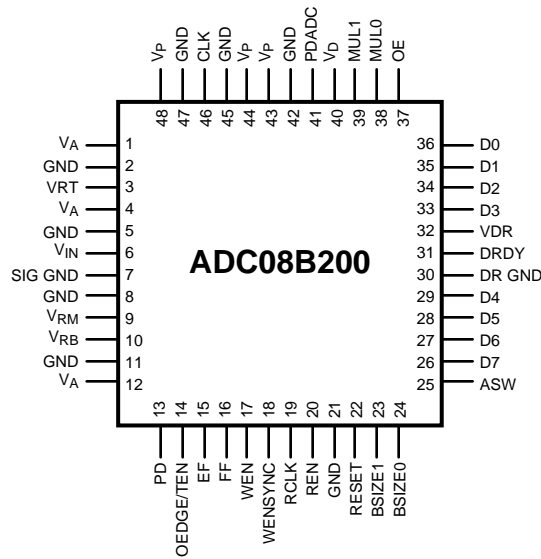 VP GND CLK GND VP VP GND PDADC VD MUL1 MUL0 OE
48 47 46 45 44 43 42 41 40 39 38 37
VA 1 36 D0
GND 2 35 D1
VRT 3 34 D2
VA 4 33 D3
GND 5 32 VDR
VIN 6 31 DRDY
ADC08B200
SIG GND 7 30 DR GND
GND 8 29 D4
VRM 9 28 D5
VRB 10 27 D6
GND 11 26 D7
VA 12 25 ASW
13 14 15 16 17 18 19 20 21 22 23 24
PD OEDGE/TEN EF FF WEN WENSYNC RCLK REN GND RESET BSIZE1 BSIZE0